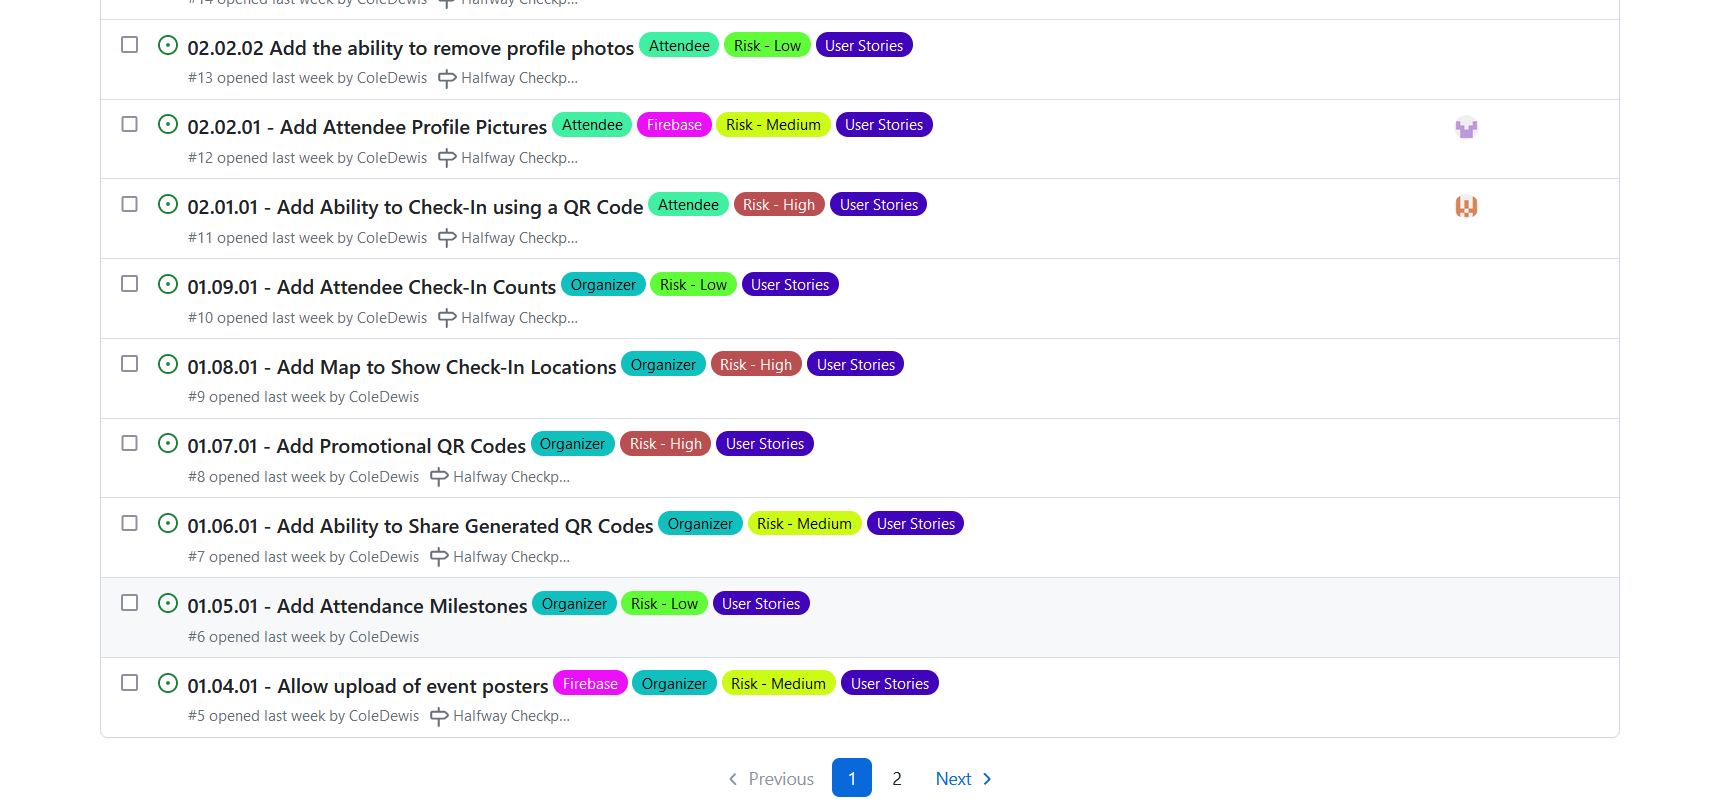 #14 opened last week by ColeDewis Halfway Checkp...
02.02.02 Add the ability to remove profile photos Attendee Risk - Low User Stories
#13 opened last week by ColeDewis Halfway Checkp...
02.02.01 - Add Attendee Profile Pictures Attendee Firebase Risk - Medium User Stories
#12 opened last week by ColeDewis Halfway Checkp...
02.01.01 - Add Ability to Check-In using a QR Code Attendee Risk - High User Stories
#11 opened last week by ColeDewis Halfway Checkp...
01.09.01 - Add Attendee Check-In Counts Organizer Risk - Low User Stories
#10 opened last week by ColeDewis Halfway Checkp...
01.08.01 - Add Map to Show Check-In Locations Organizer Risk - High User Stories
#9 opened last week by ColeDewis
01.07.01 - Add Promotional QR Codes Organizer Risk - High User Stories
#8 opened last week by ColeDewis Halfway Checkp...
01.06.01 - Add Ability to Share Generated QR Codes Organizer Risk - Medium User Stories
#7 opened last week by ColeDewis Halfway Checkp...
01.05.01 - Add Attendance Milestones Organizer Risk - Low User Stories
#6 opened last week by ColeDewis
01.04.01 - Allow upload of event posters Firebase Organizer Risk - Medium User Stories
#5 opened last week by ColeDewis Halfway Checkp...
Previous 1 2 Next